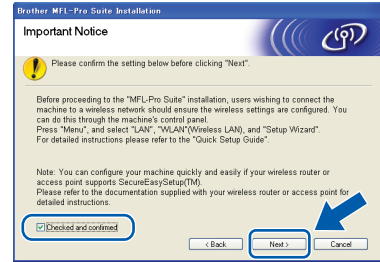 Brother MFL-Pro Suite Installation
Important Notice
Please confirm the setting below before clicking "Next".
Before proceeding to the "MFL-Pro Suite" installation, users wishing to connect the
machine to a wireless network should ensure the wireless settings are configured. You
can do this through the machine's control panel.
Press "Menu", and select "LAN", "WLAN"(Wireless LAN), and "Setup Wizard".
For detailed instructions please refer to the "Quick Setup Guide".
Note: You can configure your machine quickly and easily if your wireless router or
access point supports SecureEasySetup(TM).
Please refer to the documentation supplied with your wireless router or access point for
detailed instructions.
Checked and confirmed
< Back Next > Cancel